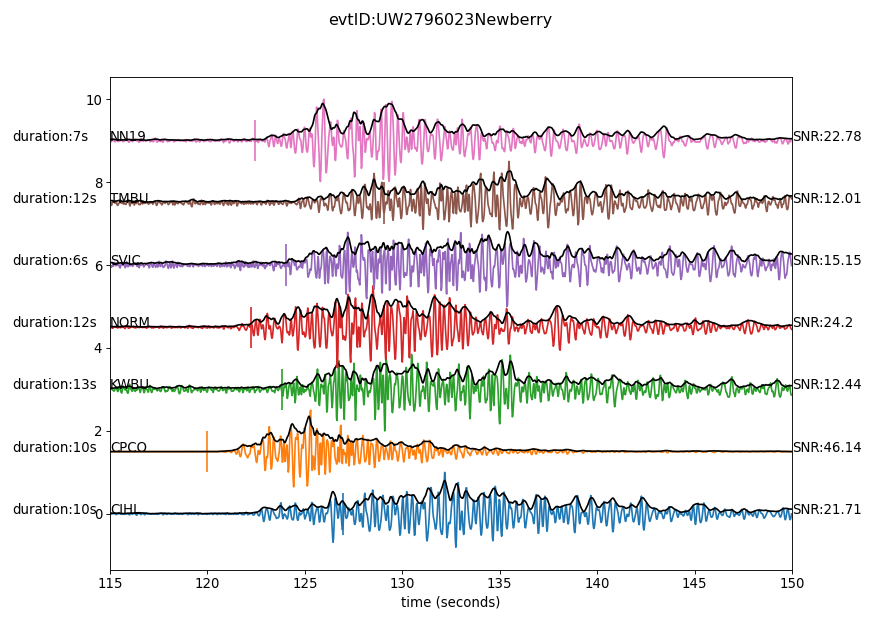 evtID:UW2796023Newberry
10
duration:7s NN19 SNR:22.78
8
duration:12s TMBU SNR:12.01
duration:6s SVIC SNR:15.15
6
duration:12s NORM SNR:24.2
4
duration:13s KWBU SNR:12.44
2
duration:10s CPCO SNR:46.14
duration:10s 0 CIHL SNR:21.71
115 120 125 130 135 140 145 150
time (seconds)